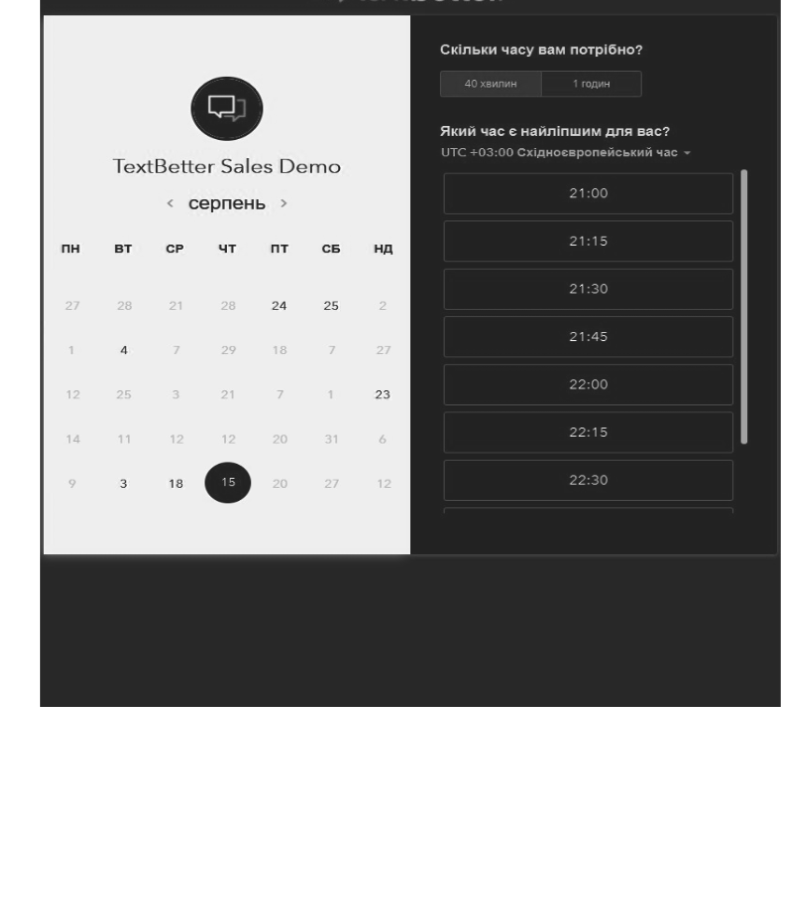 Скільки часу вам потрібно?
40 хвилин 1 годин
Який час є найліпшим для вас?
UTC +03:00 Східноєвропейський час
TextBetter Sales Demo
< серпень >
ПН ВТ СР ЧТ ПТ СБ НД
27 28 21 28 24 25 2
1 4 7 29 18 7 27
12 25 3 21 7 1 23
14 11 12 12 20 31 6
9 3 18 15 20 27 12
21:00
21:15
21:30
21:45
22:00
22:15
22:30